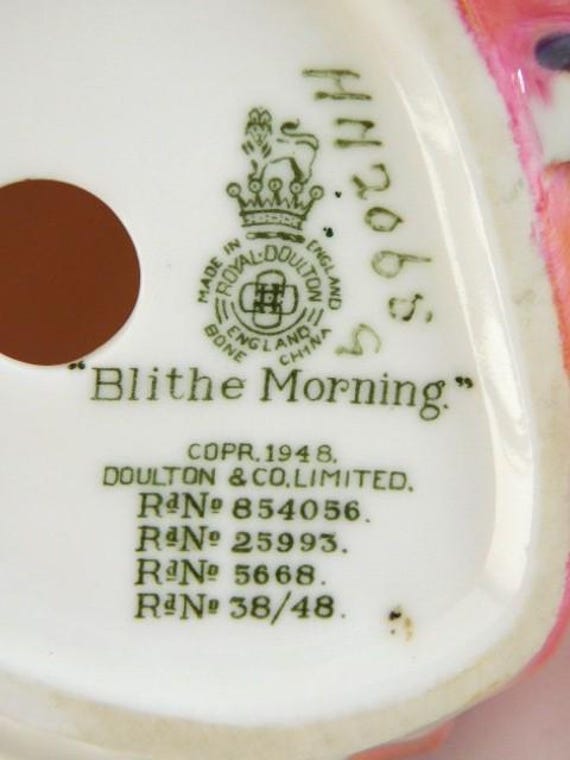 MADE IN ENGLAND
ROYAL·DOULTON
ENGLAND
BONE CHINA
HN2065
"Blithe Morning."
COPR.1948.
DOULTON & CO.LIMITED.
RdNo 854056.
RdNo 25993.
RdNo 5668.
RdNo 38/48.